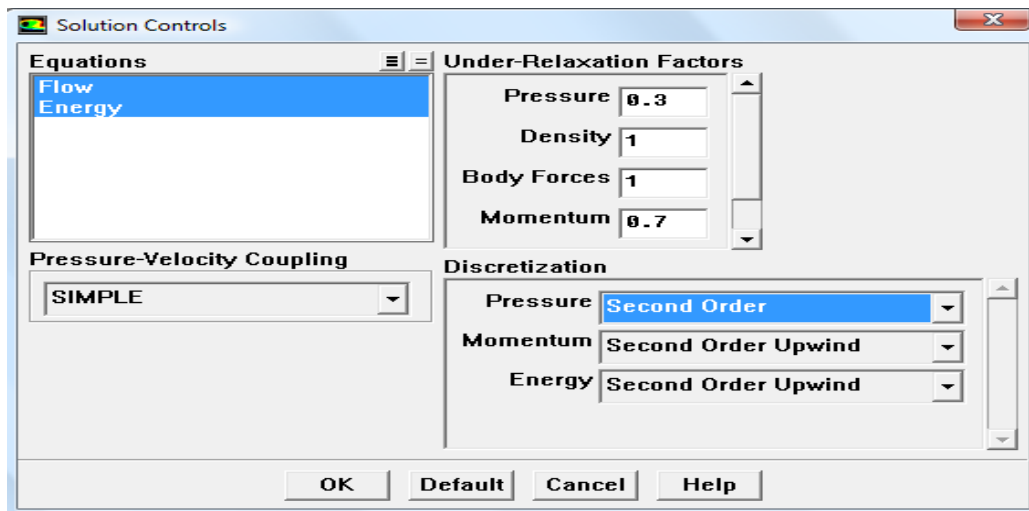 Solution Controls
Equations
Flow
Energy
Pressure-Velocity Coupling
SIMPLE
Under-Relaxation Factors
Pressure 0.3
Density 1
Body Forces 1
Momentum 0.7
Discretization
Pressure Second Order
Momentum Second Order Upwind
Energy Second Order Upwind
OK Default Cancel Help